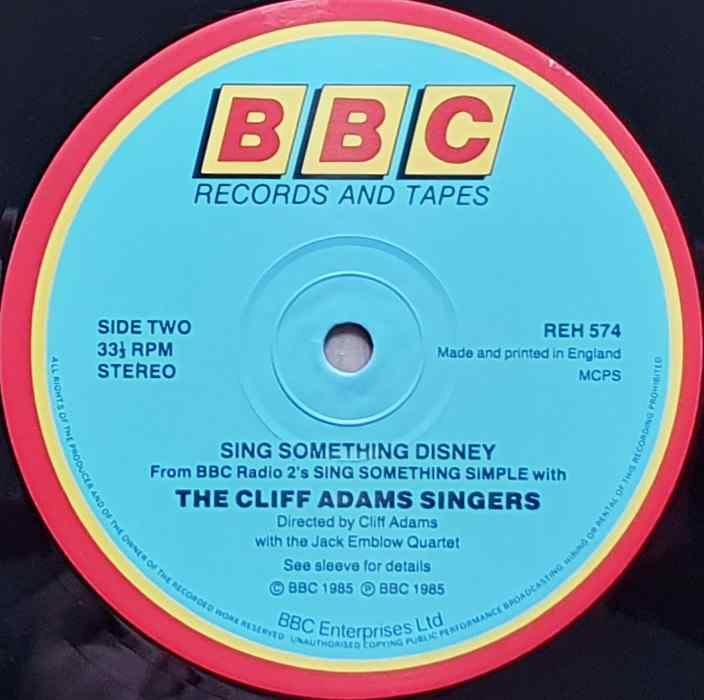 BBC
RECORDS AND TAPES
SIDE TWO
33⅓ RPM
STEREO
REH 574
Made and printed in England
MCPS
SING SOMETHING DISNEY
From BBC Radio 2's SING SOMETHING SIMPLE with
THE CLIFF ADAMS SINGERS
Directed by Cliff Adams
with the Jack Emblow Quartet
See sleeve for details
© BBC 1985 ℗ BBC 1985
BBC Enterprises Ltd
ALL RIGHTS OF THE PRODUCER AND OF THE OWNER OF THE RECORDED WORK RESERVED UNAUTHORISED COPYING PUBLIC PERFORMANCE BROADCASTING HIRING OR RENTAL OF THIS RECORDING PROHIBITED